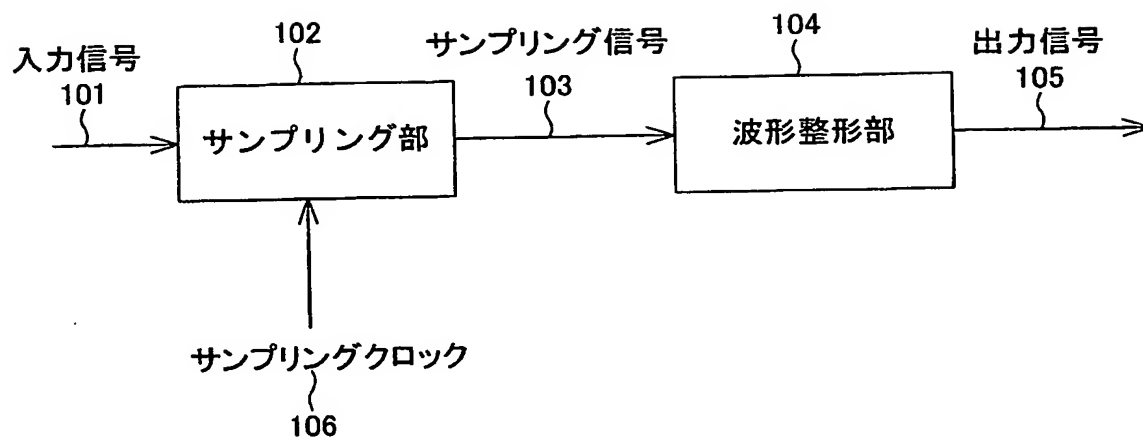 入力信号
101
102
サンプリング部
サンプリング信号
103
104
波形整形部
出力信号
105
サンプリングクロック
106